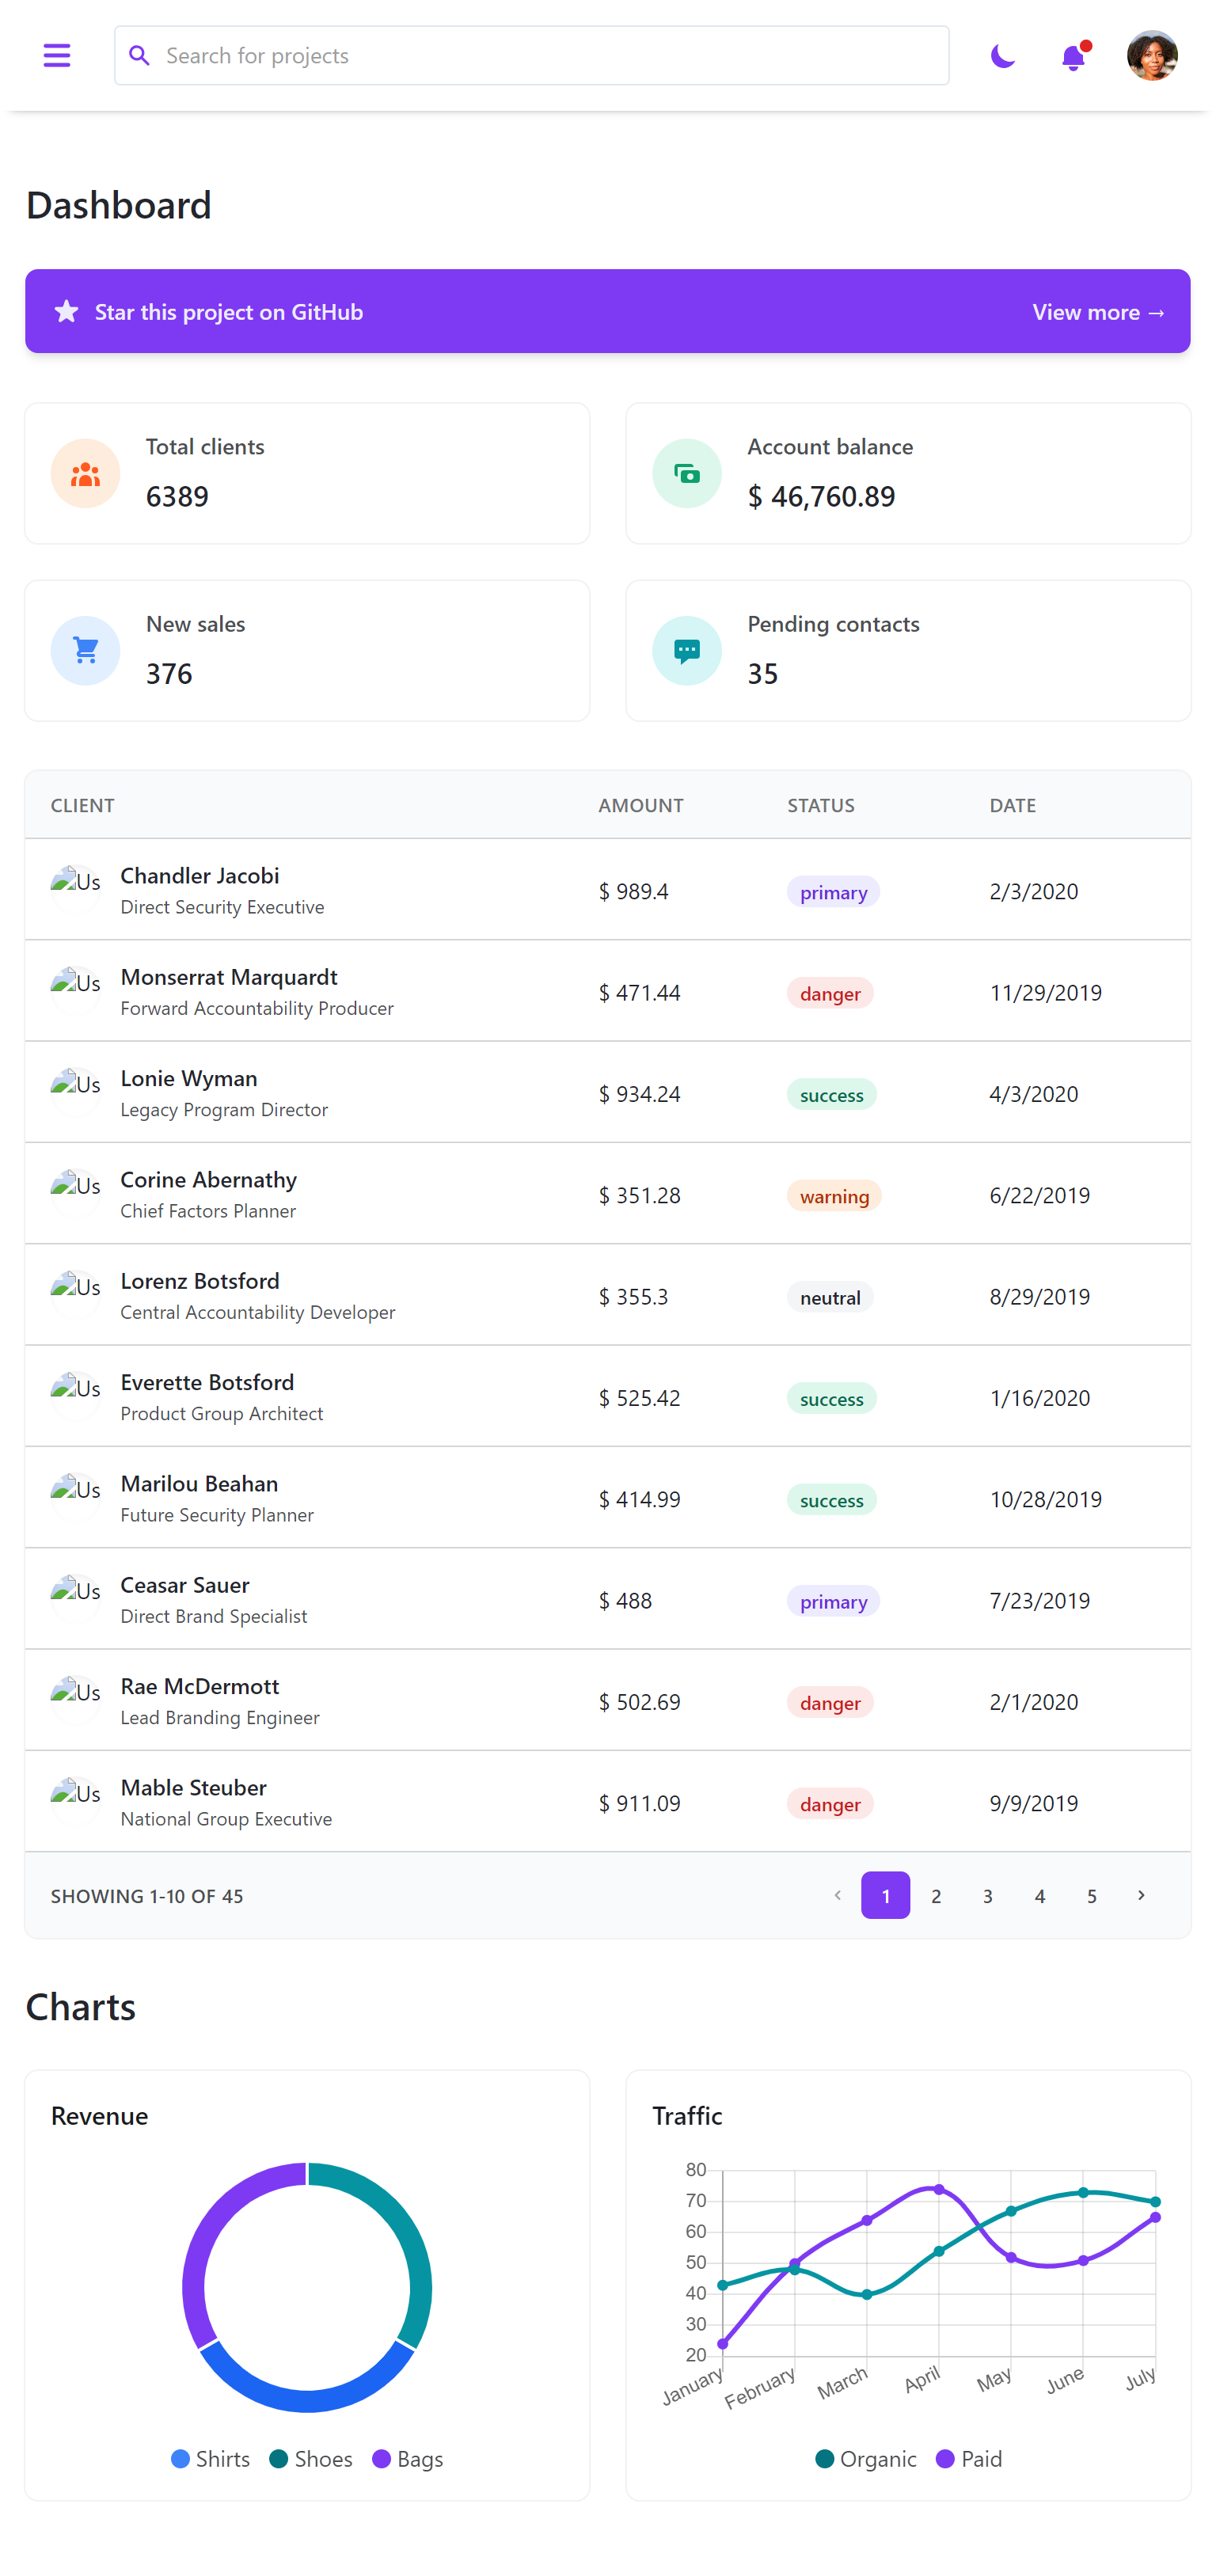 Search for projects
Dashboard
Star this project on GitHub
View more →
Total clients
6389
Account balance
$ 46,760.89
New sales
376
Pending contacts
35
CLIENT AMOUNT STATUS DATE
Us Chandler Jacobi
Direct Security Executive
$ 989.4 primary 2/3/2020
Us Monserrat Marquardt
Forward Accountability Producer
$ 471.44 danger 11/29/2019
Us Lonie Wyman
Legacy Program Director
$ 934.24 success 4/3/2020
Us Corine Abernathy
Chief Factors Planner
$ 351.28 warning 6/22/2019
Us Lorenz Botsford
Central Accountability Developer
$ 355.3 neutral 8/29/2019
Us Everette Botsford
Product Group Architect
$ 525.42 success 1/16/2020
Us Marilou Beahan
Future Security Planner
$ 414.99 success 10/28/2019
Us Ceasar Sauer
Direct Brand Specialist
$ 488 primary 7/23/2019
Us Rae McDermott
Lead Branding Engineer
$ 502.69 danger 2/1/2020
Us Mable Steuber
National Group Executive
$ 911.09 danger 9/9/2019
SHOWING 1-10 OF 45
1 2 3 4 5
Charts
Revenue
Shirts Shoes Bags
Traffic
80
70
60
50
40
30
20
January February March April May June July
Organic Paid